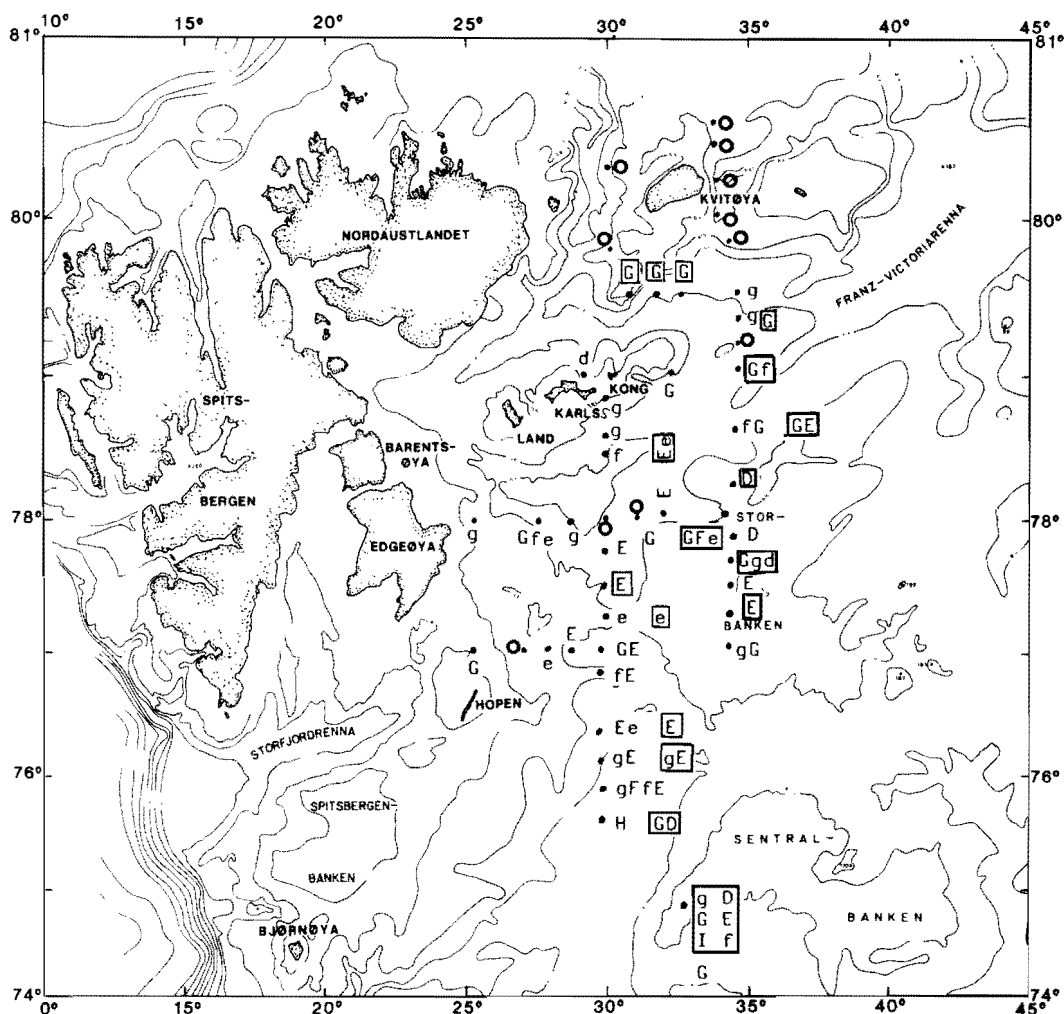 10° 15° 20° 25° 30° 35° 40° 45°
81° 81°
KVITØYA
NORDAUSTLANDET
80° 80°
G G G
g
FRANZ-VICTORIARENNA
g G
Gf
d
KONG
G
KARLS
SPITS-
g
LAND
fG GE
g
BARENTS-
ØYA
f
D
BERGEN
E
78° 78°
STOR-
EDGEØYA
g Gfe g G GFe D
E
Ggd
E E
E
e e
BANKEN
E
GE
gG
G e
fE
HOPEN
Ee E
STORFJORDRENNA
gE gE
76° 76°
gFfE
SPITSBERGEN-
H GD
SENTRAL-
BANKEN
g D
G E
BANKEN
BJØRNØYA
I f
G
74° 74°
10° 15° 20° 25° 30° 35° 40° 45°